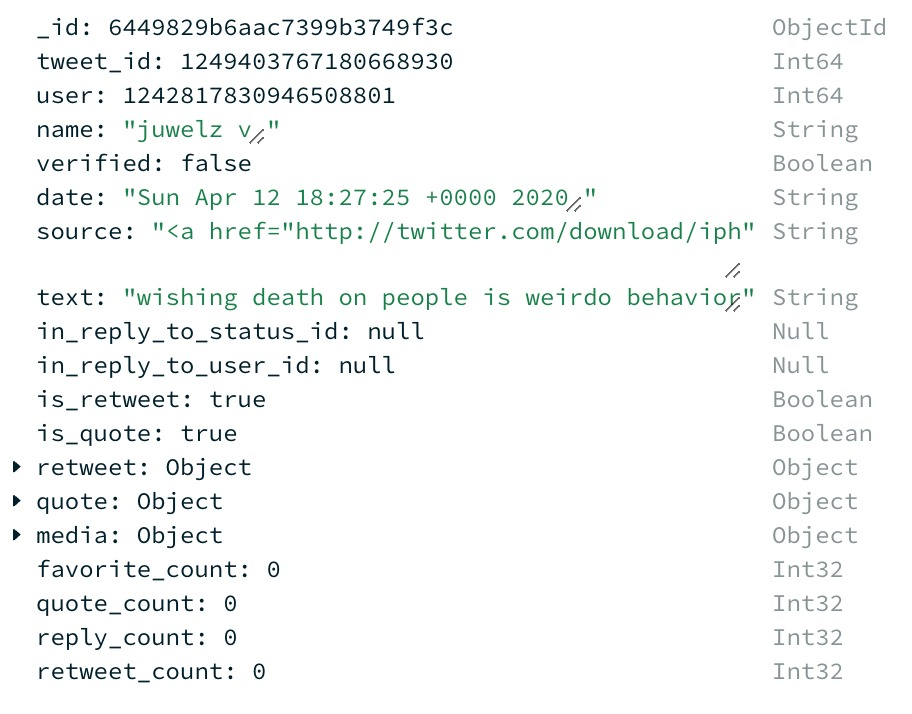 _id: 6449829b6aac7399b3749f3c ObjectId
tweet_id: 1249403767180668930 Int64
user: 1242817830946508801 Int64
name: "juwelz v" String
verified: false Boolean
date: "Sun Apr 12 18:27:25 +0000 2020" String
source: "<a href="http://twitter.com/download/iph" String
text: "wishing death on people is weirdo behavior" String
in_reply_to_status_id: null Null
in_reply_to_user_id: null Null
is_retweet: true Boolean
is_quote: true Boolean
retweet: Object Object
quote: Object Object
media: Object Object
favorite_count: 0 Int32
quote_count: 0 Int32
reply_count: 0 Int32
retweet_count: 0 Int32